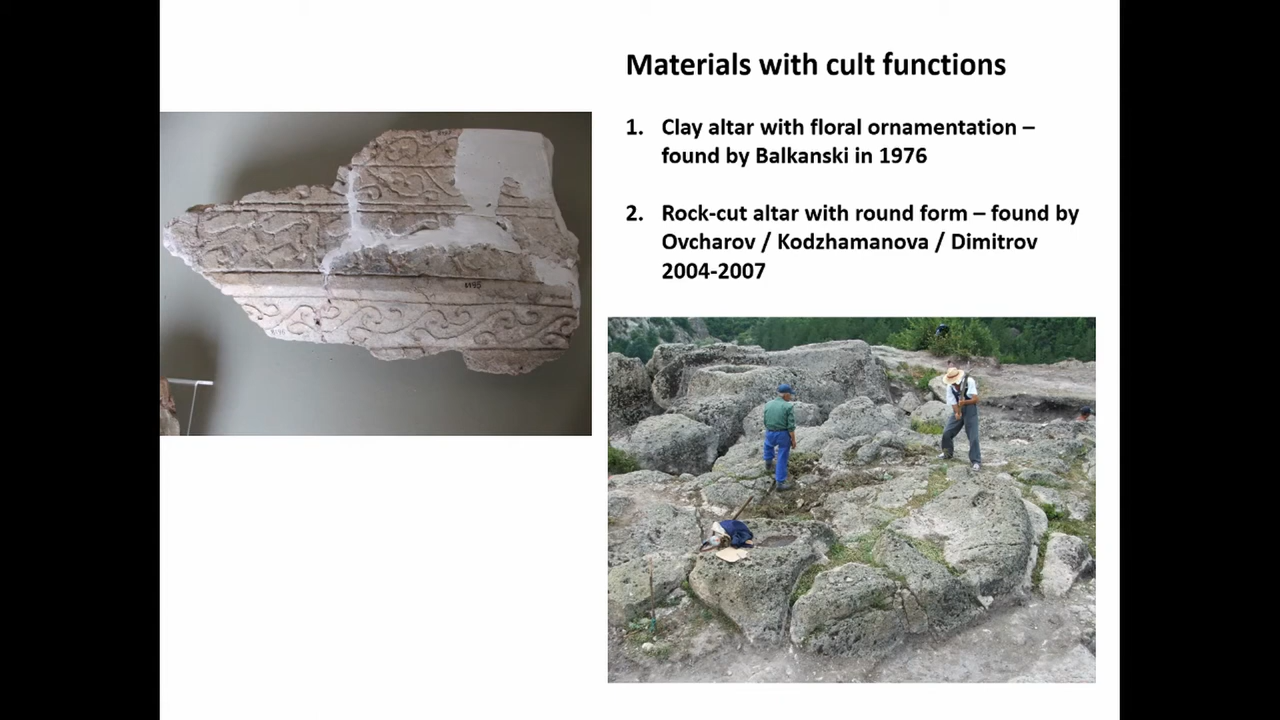 Materials with cult functions
1. Clay altar with floral ornamentation –
found by Balkanski in 1976
2. Rock-cut altar with round form – found by
Ovcharov / Kodzhamanova / Dimitrov
2004-2007